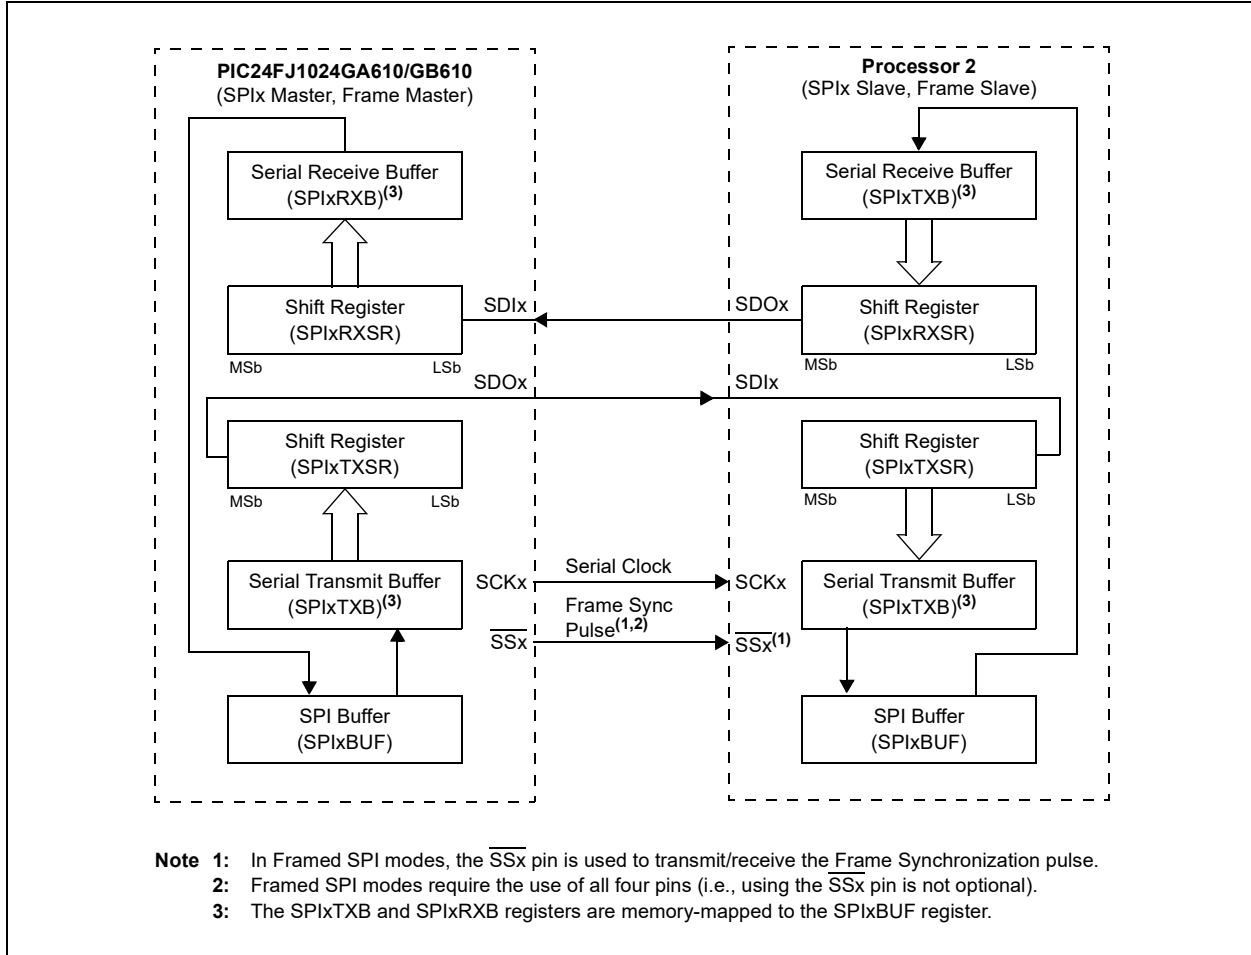 PIC24FJ1024GA610/GB610
(SPIx Master, Frame Master)
Serial Receive Buffer
(SPIxRXB)(3)
Shift Register
(SPIxRXSR)
MSb
LSb
SDIx
SDOx
Shift Register
(SPIxTXSR)
MSb
LSb
Serial Transmit Buffer
(SPIxTXB)(3)
SCKx
SSx
SPI Buffer
(SPIxBUF)
Serial Clock
Frame Sync
Pulse(1,2)
Processor 2
(SPIx Slave, Frame Slave)
Serial Receive Buffer
(SPIxTXB)(3)
SDOx
Shift Register
(SPIxRXSR)
MSb
LSb
SDIx
Shift Register
(SPIxTXSR)
MSb
LSb
SCKx
Serial Transmit Buffer
(SPIxTXB)(3)
SSx(1)
SPI Buffer
(SPIxBUF)
Note 1: In Framed SPI modes, the SSx pin is used to transmit/receive the Frame Synchronization pulse.
2: Framed SPI modes require the use of all four pins (i.e., using the SSx pin is not optional).
3: The SPIxTXB and SPIxRXB registers are memory-mapped to the SPIxBUF register.